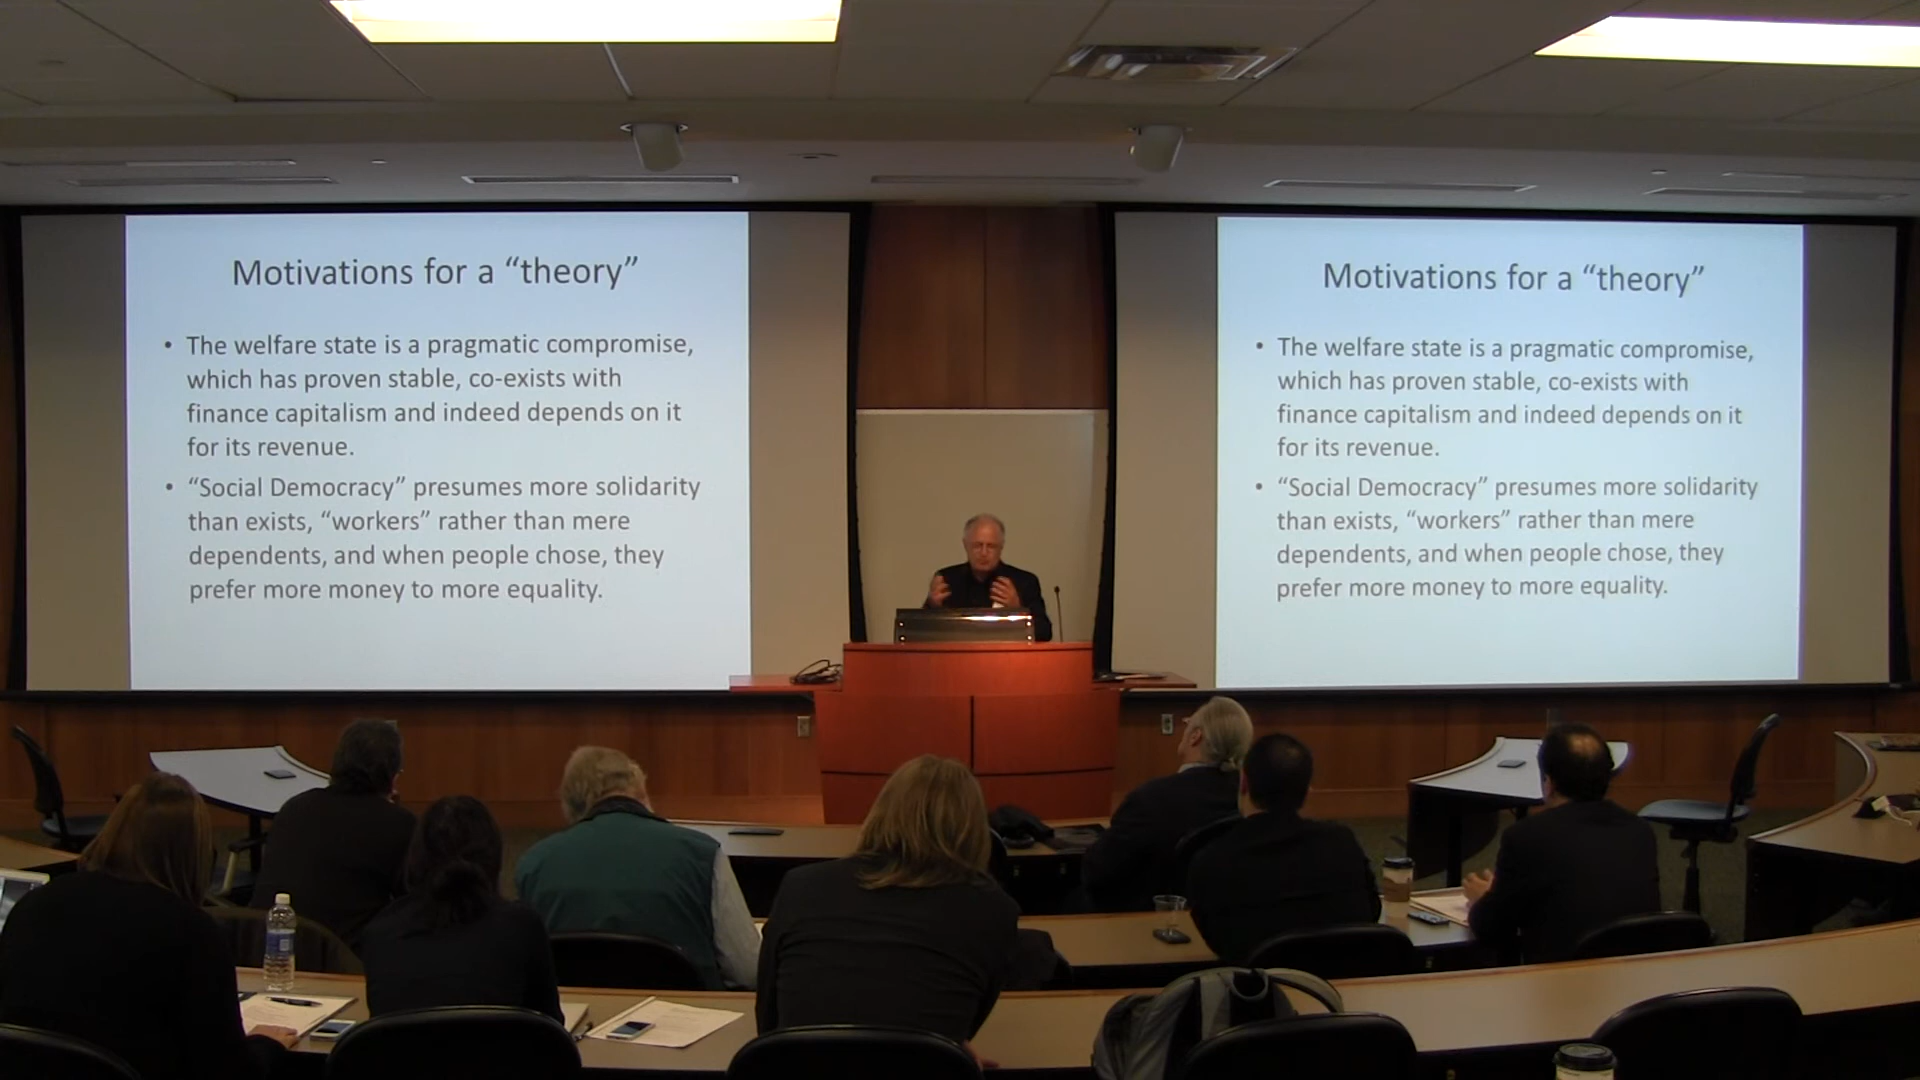 Motivations for a “theory”
• The welfare state is a pragmatic compromise,
which has proven stable, co-exists with
finance capitalism and indeed depends on it
for its revenue.
• “Social Democracy” presumes more solidarity
than exists, “workers” rather than mere
dependents, and when people chose, they
prefer more money to more equality.
Motivations for a “theory”
• The welfare state is a pragmatic compromise,
which has proven stable, co-exists with
finance capitalism and indeed depends on it
for its revenue.
• “Social Democracy” presumes more solidarity
than exists, “workers” rather than mere
dependents, and when people chose, they
prefer more money to more equality.